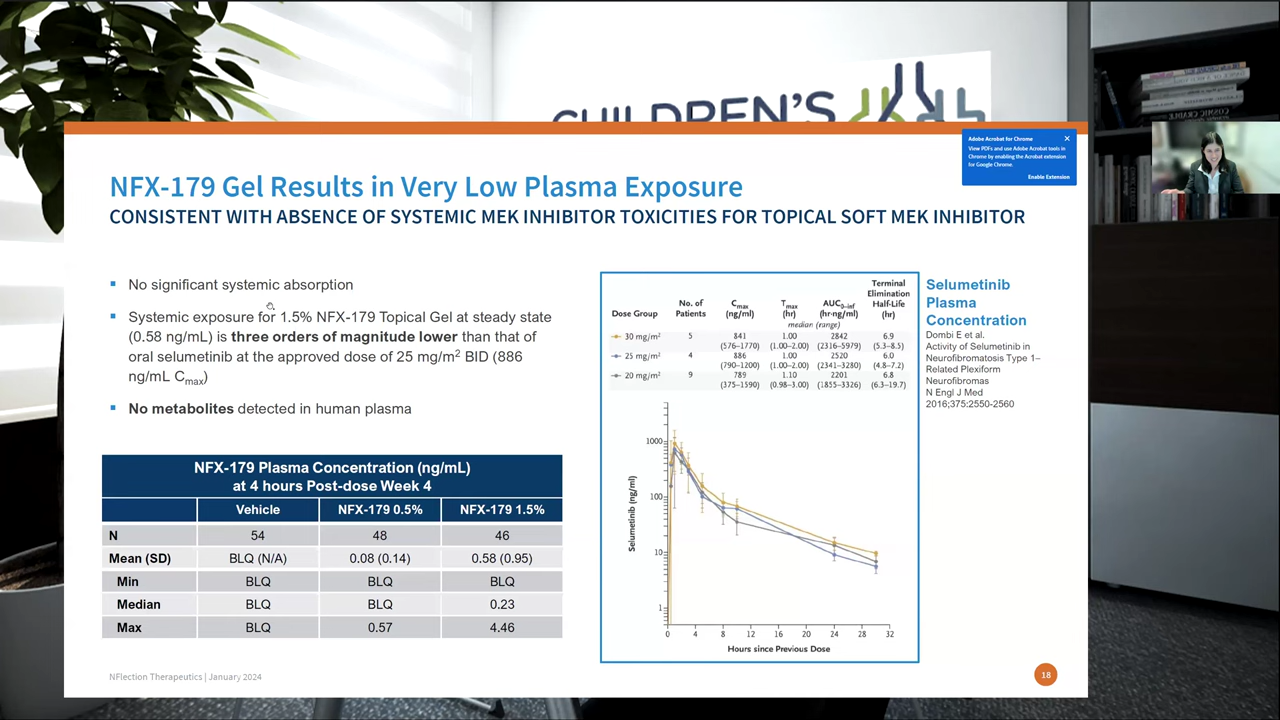 CHILDREN'S
Adobe Acrobat for Chrome
View PDFs and use Adobe Acrobat tools in
Chrome by enabling the Acrobat extension
for Google Chrome.
Enable Extension
NFX-179 Gel Results in Very Low Plasma Exposure
CONSISTENT WITH ABSENCE OF SYSTEMIC MEK INHIBITOR TOXICITIES FOR TOPICAL SOFT MEK INHIBITOR
▪ No significant systemic absorption
▪ Systemic exposure for 1.5% NFX-179 Topical Gel at steady state
(0.58 ng/mL) is three orders of magnitude lower than that of
oral selumetinib at the approved dose of 25 mg/m² BID (886
ng/mL Cmax)
▪ No metabolites detected in human plasma
NFX-179 Plasma Concentration (ng/mL)
at 4 hours Post-dose Week 4
Vehicle NFX-179 0.5% NFX-179 1.5%
N 54 48 46
Mean (SD) BLQ (N/A) 0.08 (0.14) 0.58 (0.95)
Min BLQ BLQ BLQ
Median BLQ BLQ 0.23
Max BLQ 0.57 4.46
Dose Group No. of Patients Cmax (ng/ml) Tmax (hr) AUC0–inf (hr·ng/ml) Terminal Elimination Half-Life (hr)
median (range)
30 mg/m² 5 841 1.00 2842 6.9
(576–1770) (1.00–2.00) (2316–5979) (5.3–8.5)
25 mg/m² 4 886 1.00 2520 6.0
(790–1200) (1.00–2.00) (2341–3280) (4.8–7.2)
20 mg/m² 9 789 1.10 2201 6.8
(375–1590) (0.98–3.00) (1855–3326) (6.3–19.7)
Selumetinib (ng/ml)
1000
100
10
1
0 4 8 12 16 20 24 28 32
Hours since Previous Dose
Selumetinib
Plasma
Concentration
Dombi E et al.
Activity of Selumetinib in
Neurofibromatosis Type 1–
Related Plexiform
Neurofibromas
N Engl J Med
2016;375:2550-2560
NFlection Therapeutics | January 2024
18